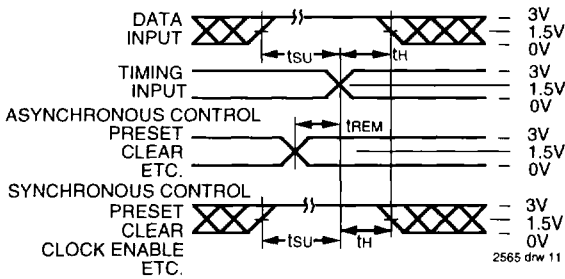 DATA
INPUT
tSU
tH
3V
1.5V
0V
TIMING
INPUT
3V
1.5V
0V
ASYNCHRONOUS CONTROL
PRESET
CLEAR
ETC.
tREM
3V
1.5V
0V
SYNCHRONOUS CONTROL
PRESET
CLEAR
CLOCK ENABLE
ETC.
tSU
tH
3V
1.5V
0V
2565 drw 11